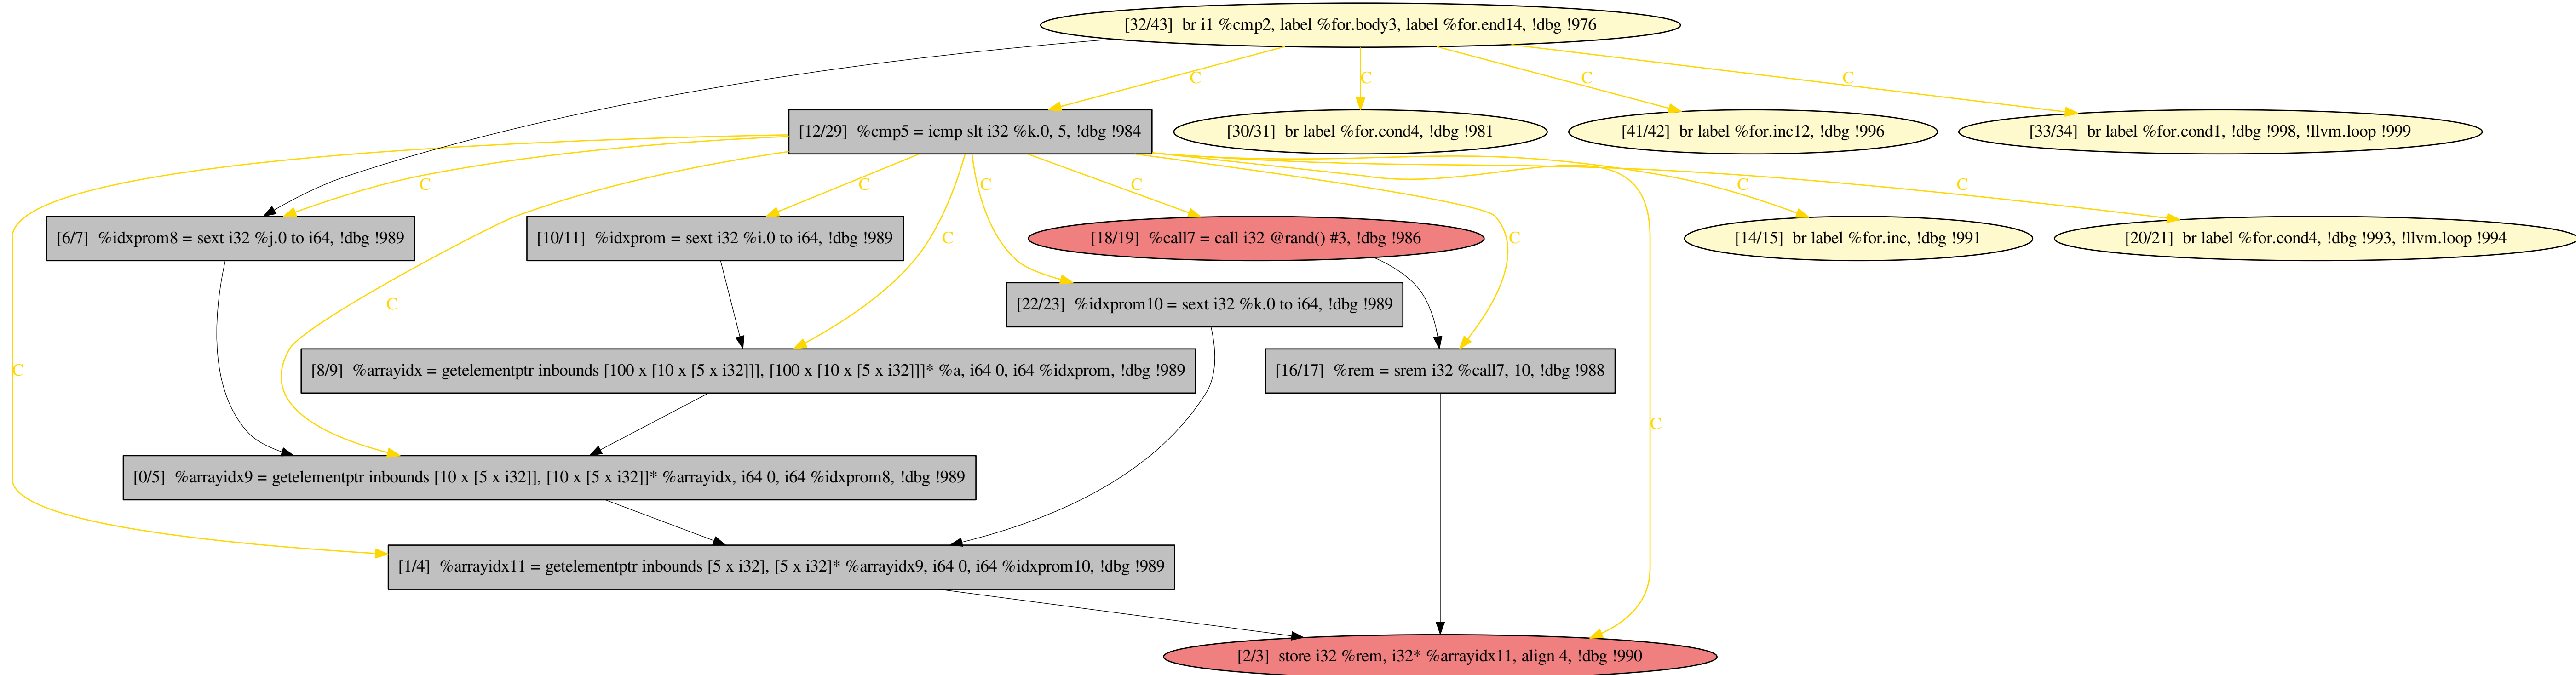 [32/43]  br i1 %cmp2, label %for.body3, label %for.end14, !dbg !976
C
C
C
C
[12/29]  %cmp5 = icmp slt i32 %k.0, 5, !dbg !984
[30/31]  br label %for.cond4, !dbg !981
[41/42]  br label %for.inc12, !dbg !996
[33/34]  br label %for.cond1, !dbg !998, !llvm.loop !999
C
C
C
C
C
C
[6/7]  %idxprom8 = sext i32 %j.0 to i64, !dbg !989
[10/11]  %idxprom = sext i32 %i.0 to i64, !dbg !989
C
[18/19]  %call7 = call i32 @rand() #3, !dbg !986
C
[14/15]  br label %for.inc, !dbg !991
[20/21]  br label %for.cond4, !dbg !993, !llvm.loop !994
C
[22/23]  %idxprom10 = sext i32 %k.0 to i64, !dbg !989
C
[8/9]  %arrayidx = getelementptr inbounds [100 x [10 x [5 x i32]]], [100 x [10 x [5 x i32]]]* %a, i64 0, i64 %idxprom, !dbg !989
[16/17]  %rem = srem i32 %call7, 10, !dbg !988
C
[0/5]  %arrayidx9 = getelementptr inbounds [10 x [5 x i32]], [10 x [5 x i32]]* %arrayidx, i64 0, i64 %idxprom8, !dbg !989
[1/4]  %arrayidx11 = getelementptr inbounds [5 x i32], [5 x i32]* %arrayidx9, i64 0, i64 %idxprom10, !dbg !989
[2/3]  store i32 %rem, i32* %arrayidx11, align 4, !dbg !990